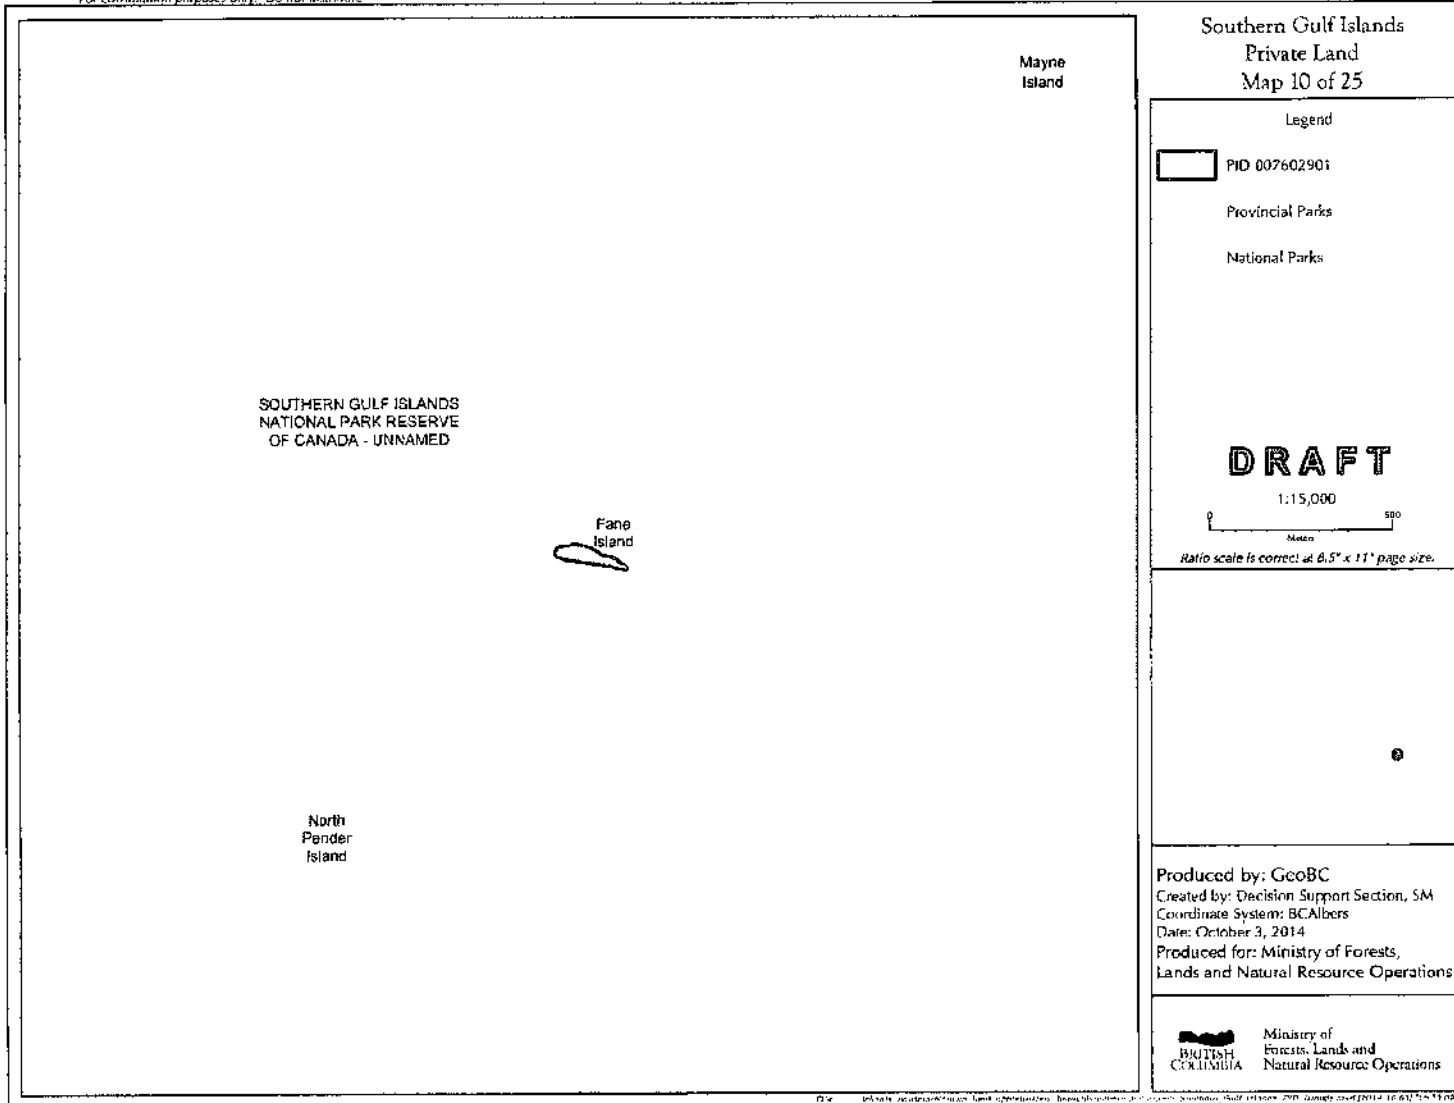 Southern Gulf Islands
Private Land
Map 10 of 25
Mayne
Island
Legend
PID 007602901
Provincial Parks
National Parks
SOUTHERN GULF ISLANDS
NATIONAL PARK RESERVE
OF CANADA - UNNAMED
DRAFT
1:15,000
0 500
Meters
Ratio scale is correct at 8.5" x 11" page size.
Fane
Island
North
Pender
Island
Produced by: GeoBC
Created by: Decision Support Section, SM
Coordinate System: BCAlbers
Date: October 3, 2014
Produced for: Ministry of Forests,
Lands and Natural Resource Operations
BRITISH
COLUMBIA
Ministry of
Forests, Lands and
Natural Resource Operations